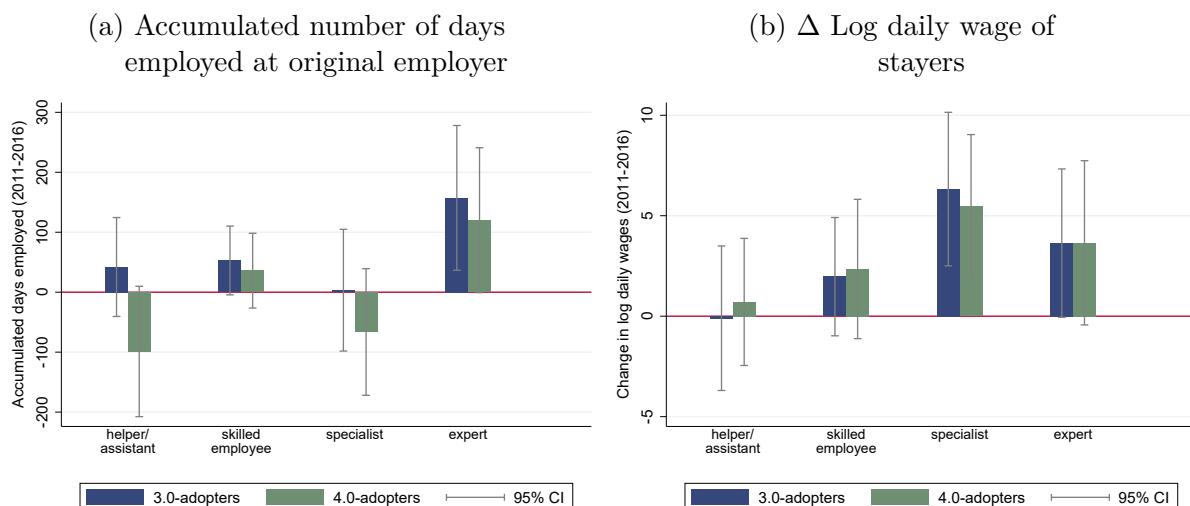 (a) Accumulated number of days
employed at original employer
Accumulated days employed (2011-2016)
300
200
100
0
-100
-200
helper/
assistant
skilled
employee
specialist
expert
3.0-adopters
4.0-adopters
95% CI
(b) Δ Log daily wage of
stayers
Change in log daily wages (2011-2016)
10
5
0
-5
helper/
assistant
skilled
employee
specialist
expert
3.0-adopters
4.0-adopters
95% CI